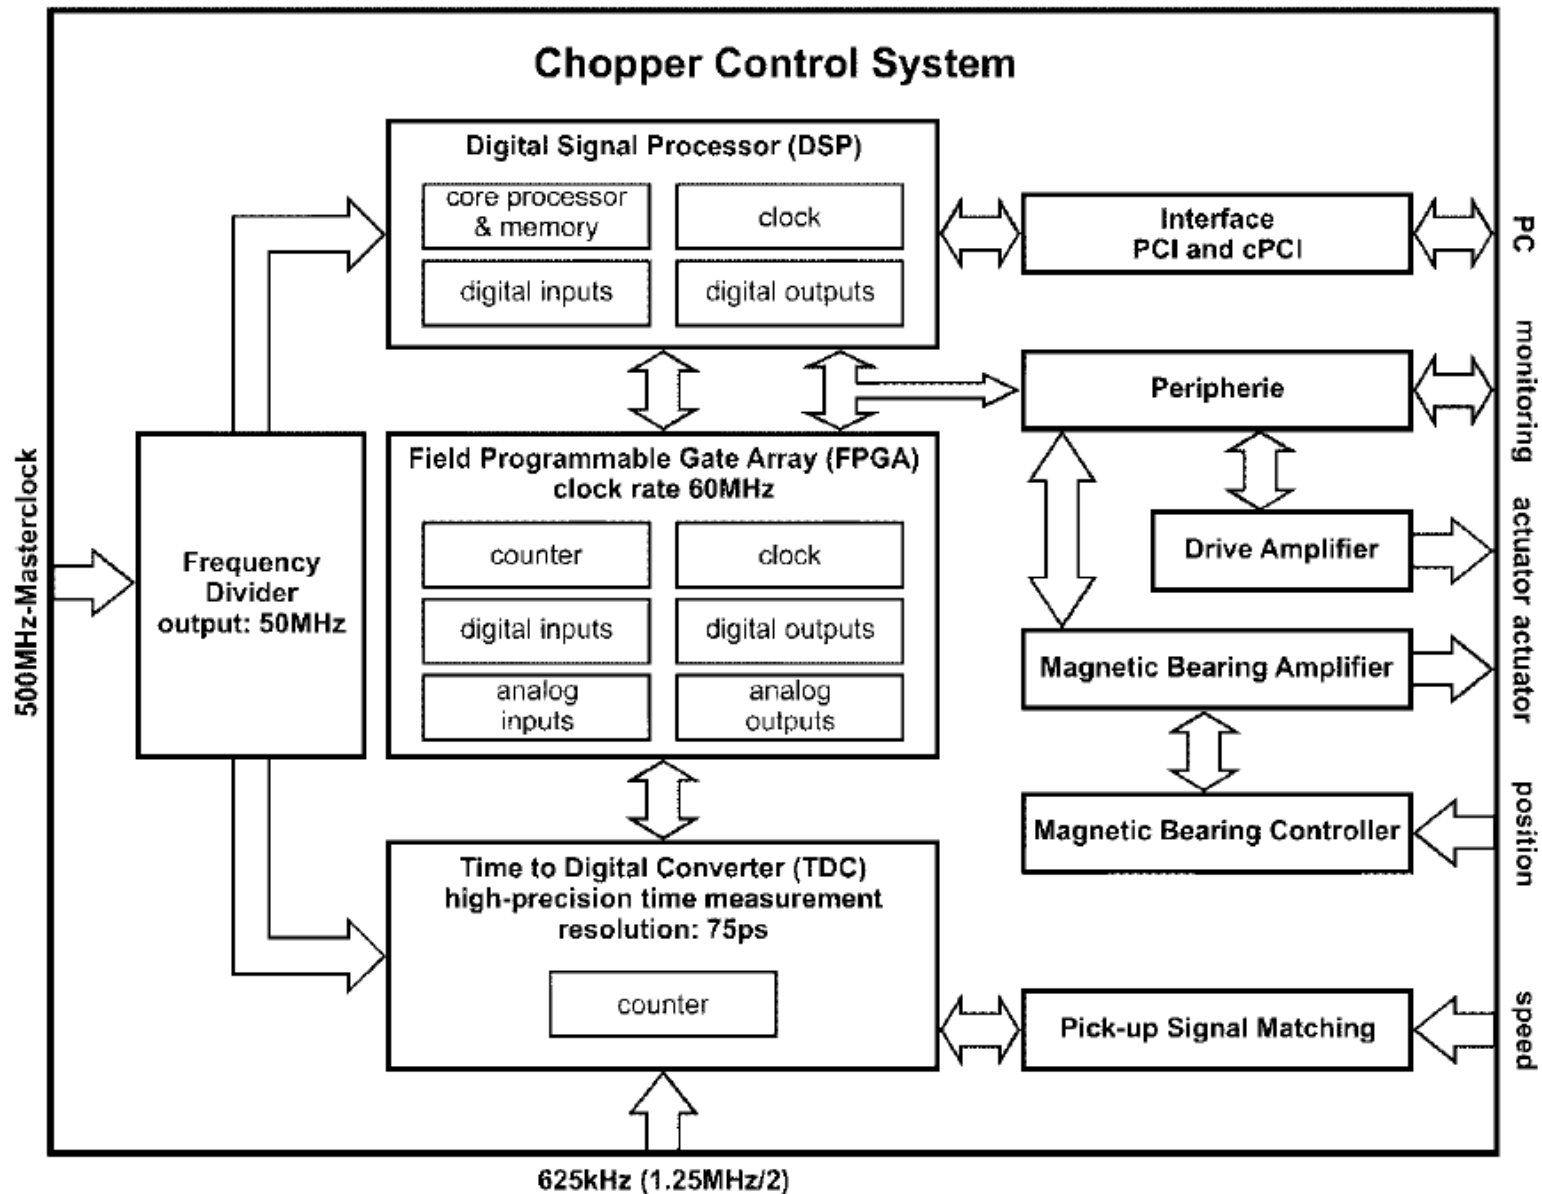 Chopper Control System
Digital Signal Processor (DSP)
core processor
& memory
clock
digital inputs
digital outputs
Interface
PCI and cPCI
PC
Peripherie
monitoring
Field Programmable Gate Array (FPGA)
clock rate 60MHz
counter
clock
digital inputs
digital outputs
analog
inputs
analog
outputs
500MHz-Masterclock
Frequency
Divider
output: 50MHz
Drive Amplifier
actuator
Magnetic Bearing Amplifier
actuator
Magnetic Bearing Controller
position
Time to Digital Converter (TDC)
high-precision time measurement
resolution: 75ps
counter
Pick-up Signal Matching
speed
625kHz (1.25MHz/2)